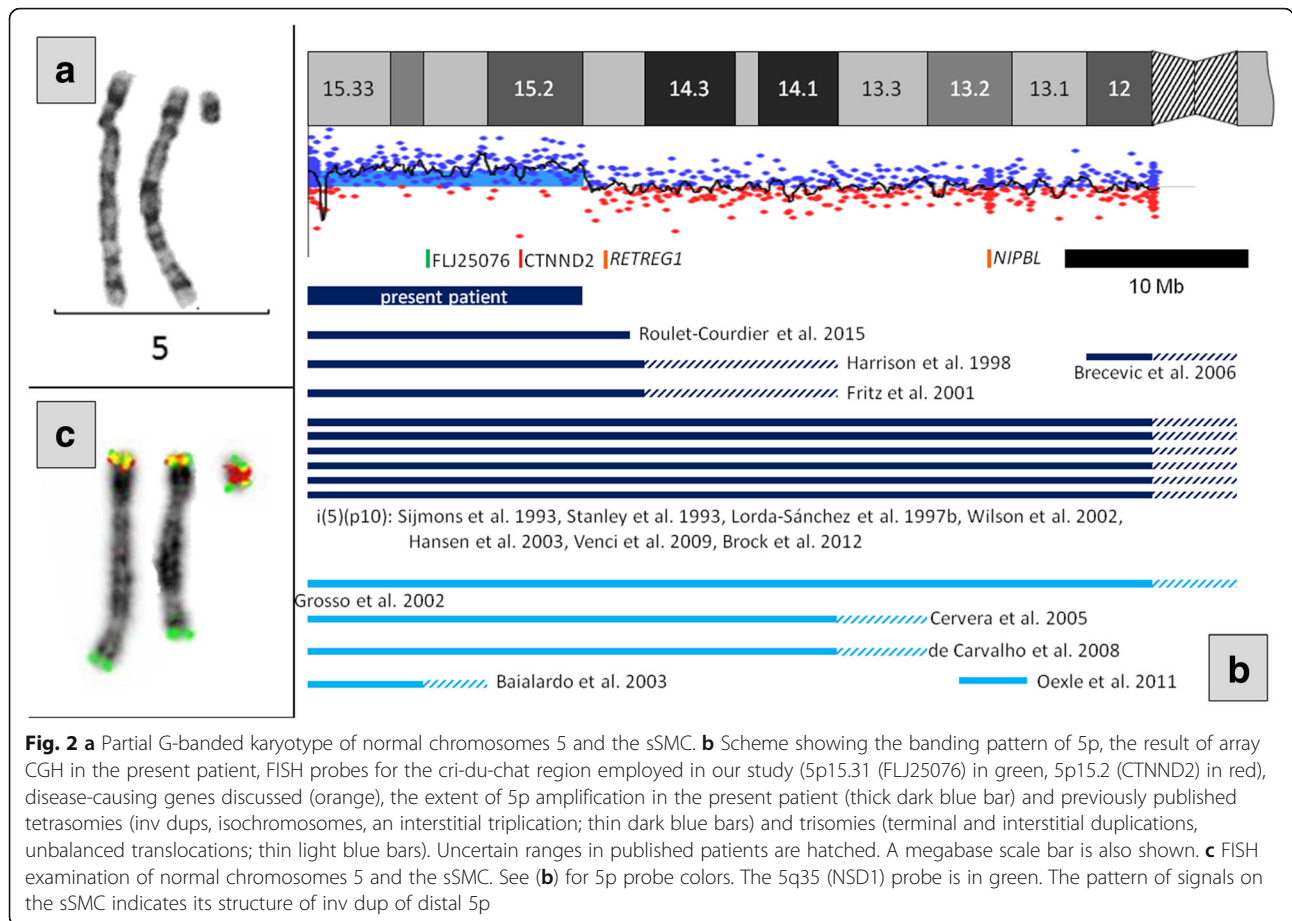 a
5
c
15.33 15.2 14.3 14.1 13.3 13.2 13.1 12
FLJ25076 CTNND2 RETREG1 NIPBL
10 Mb
present patient
Roulet-Courdier et al. 2015
Harrison et al. 1998
Brecevic et al. 2006
Fritz et al. 2001
i(5)(p10): Sijmons et al. 1993, Stanley et al. 1993, Lorda-Sánchez et al. 1997b, Wilson et al. 2002,
Hansen et al. 2003, Venci et al. 2009, Brock et al. 2012
Grosso et al. 2002
Cervera et al. 2005
de Carvalho et al. 2008
Baialardo et al. 2003
Oexle et al. 2011
b
Fig. 2 a Partial G-banded karyotype of normal chromosomes 5 and the sSMC. b Scheme showing the banding pattern of 5p, the result of array
CGH in the present patient, FISH probes for the cri-du-chat region employed in our study (5p15.31 (FLJ25076) in green, 5p15.2 (CTNND2) in red),
disease-causing genes discussed (orange), the extent of 5p amplification in the present patient (thick dark blue bar) and previously published
tetrasomies (inv dups, isochromosomes, an interstitial triplication; thin dark blue bars) and trisomies (terminal and interstitial duplications,
unbalanced translocations; thin light blue bars). Uncertain ranges in published patients are hatched. A megabase scale bar is also shown. c FISH
examination of normal chromosomes 5 and the sSMC. See (b) for 5p probe colors. The 5q35 (NSD1) probe is in green. The pattern of signals on
the sSMC indicates its structure of inv dup of distal 5p